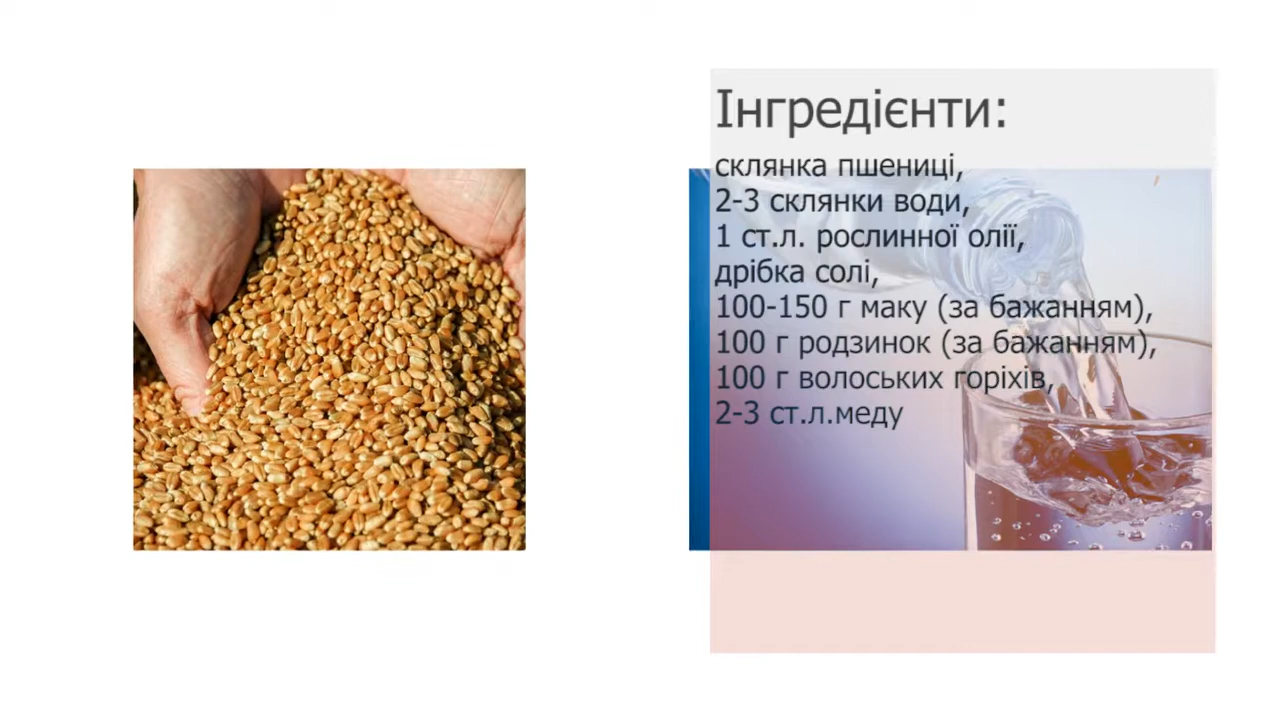 Інгредієнти:
склянка пшениці,
2-3 склянки води,
1 ст.л. рослинної олії,
дрібка солі,
100-150 г маку (за бажанням),
100 г родзинок (за бажанням),
100 г волоських горіхів,
2-3 ст.л.меду